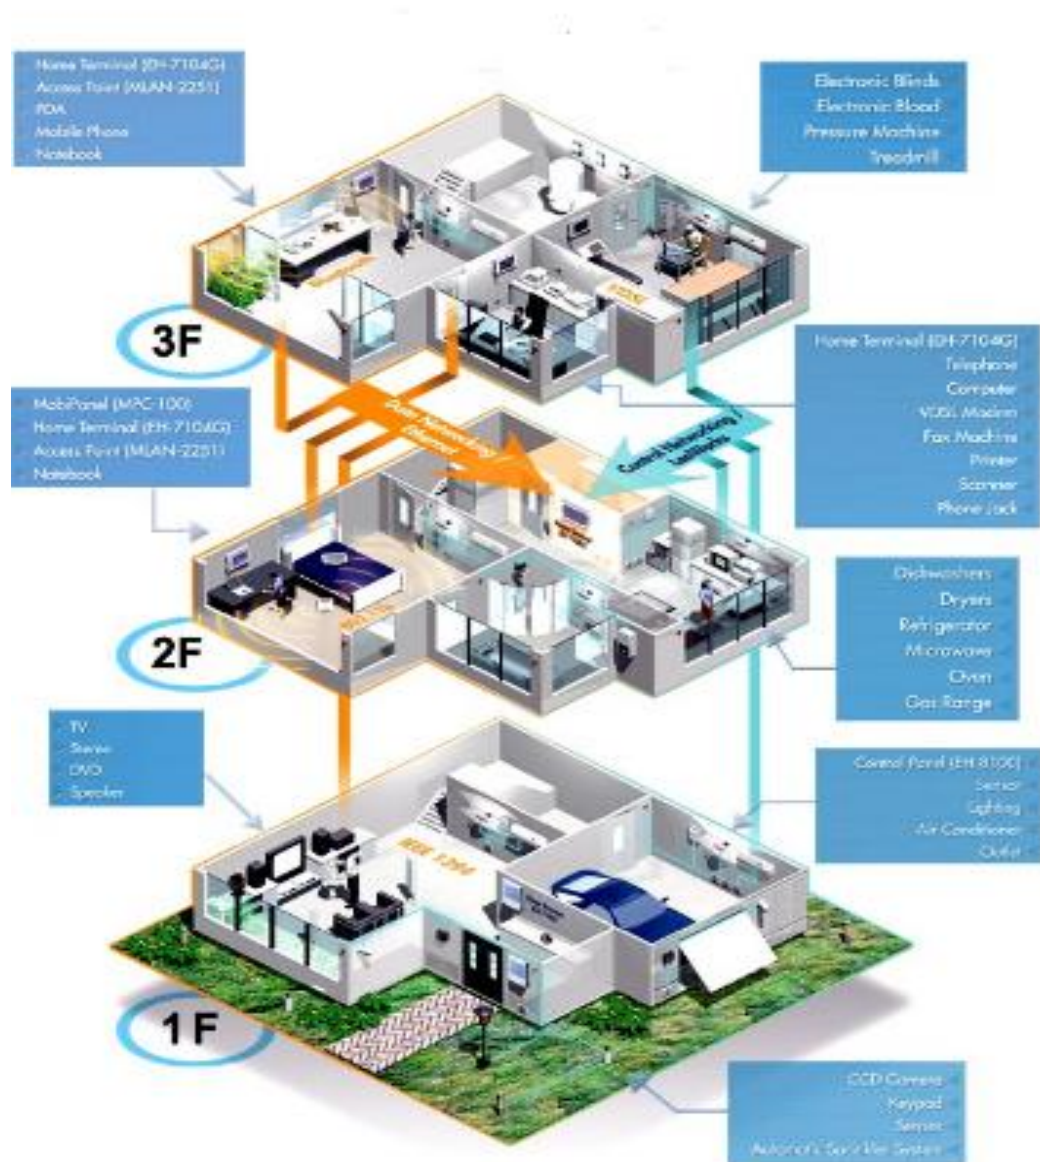 Home Terminal (EH-7104G)
Access Point (MLAN-2251)
PDA
Mobile Phone
Notebook
Electronic Blinds
Electronic Blood
Pressure Machine
Treadmill
VDSL
3F
Home Terminal (EH-7104G)
Telephone
Computer
VDSL Modem
Fax Machine
Printer
Scanner
Phone Jack
Data Networking/
Ethernet
Control Networking /
LonWorks
MobiPanel (MPC-100)
Home Terminal (EH-7104G)
Access Point (MLAN-2251)
Notebook
2F
Dishwashers
Dryers
Refrigerator
Microwave
Oven
Gas Range
TV
Stereo
DVD
Speaker
Control Panel (EH-8100)
Sensor
Lighting
Air Conditioner
Outlet
IEEE 1394
1F
CCD Camera
Keypad
Sensor
System